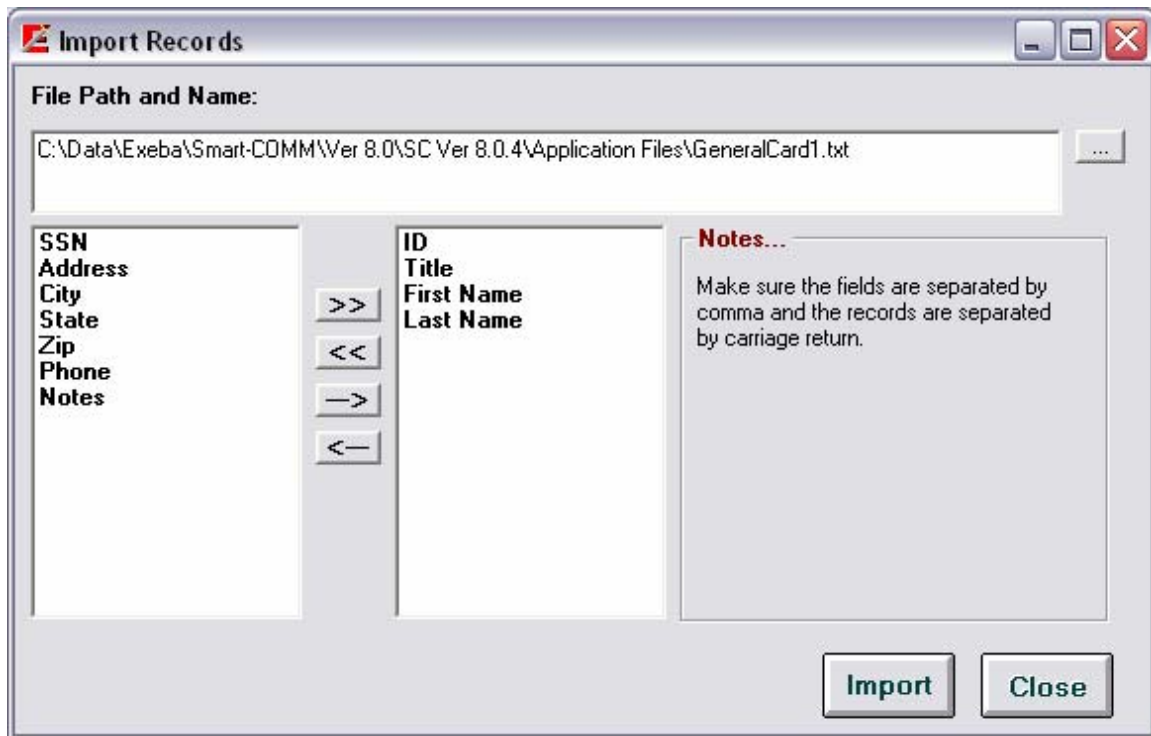 Import Records
File Path and Name:
C:\Data\Exeba\Smart-COMM\Ver 8.0\SC Ver 8.0.4\Application Files\GeneralCard1.txt
...
SSN
Address
City
State
Zip
Phone
Notes
>>
<<
—>
<—
ID
Title
First Name
Last Name
Notes...
Make sure the fields are separated by
comma and the records are separated
by carriage return.
Import
Close